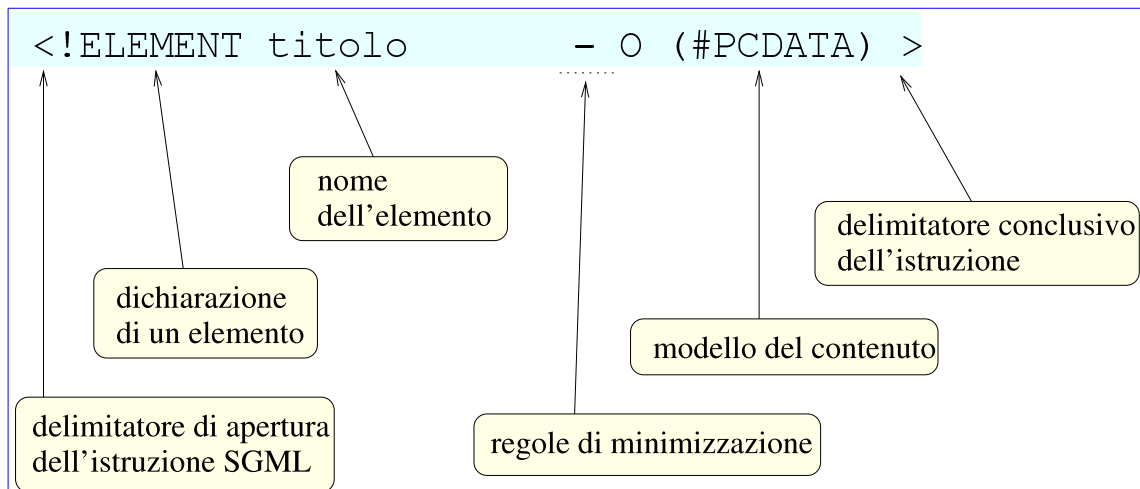 <!ELEMENT titolo - O (#PCDATA) >
nome
dell'elemento
delimitatore conclusivo
dell'istruzione
dichiarazione
di un elemento
modello del contenuto
delimitatore di apertura
dell'istruzione SGML
regole di minimizzazione